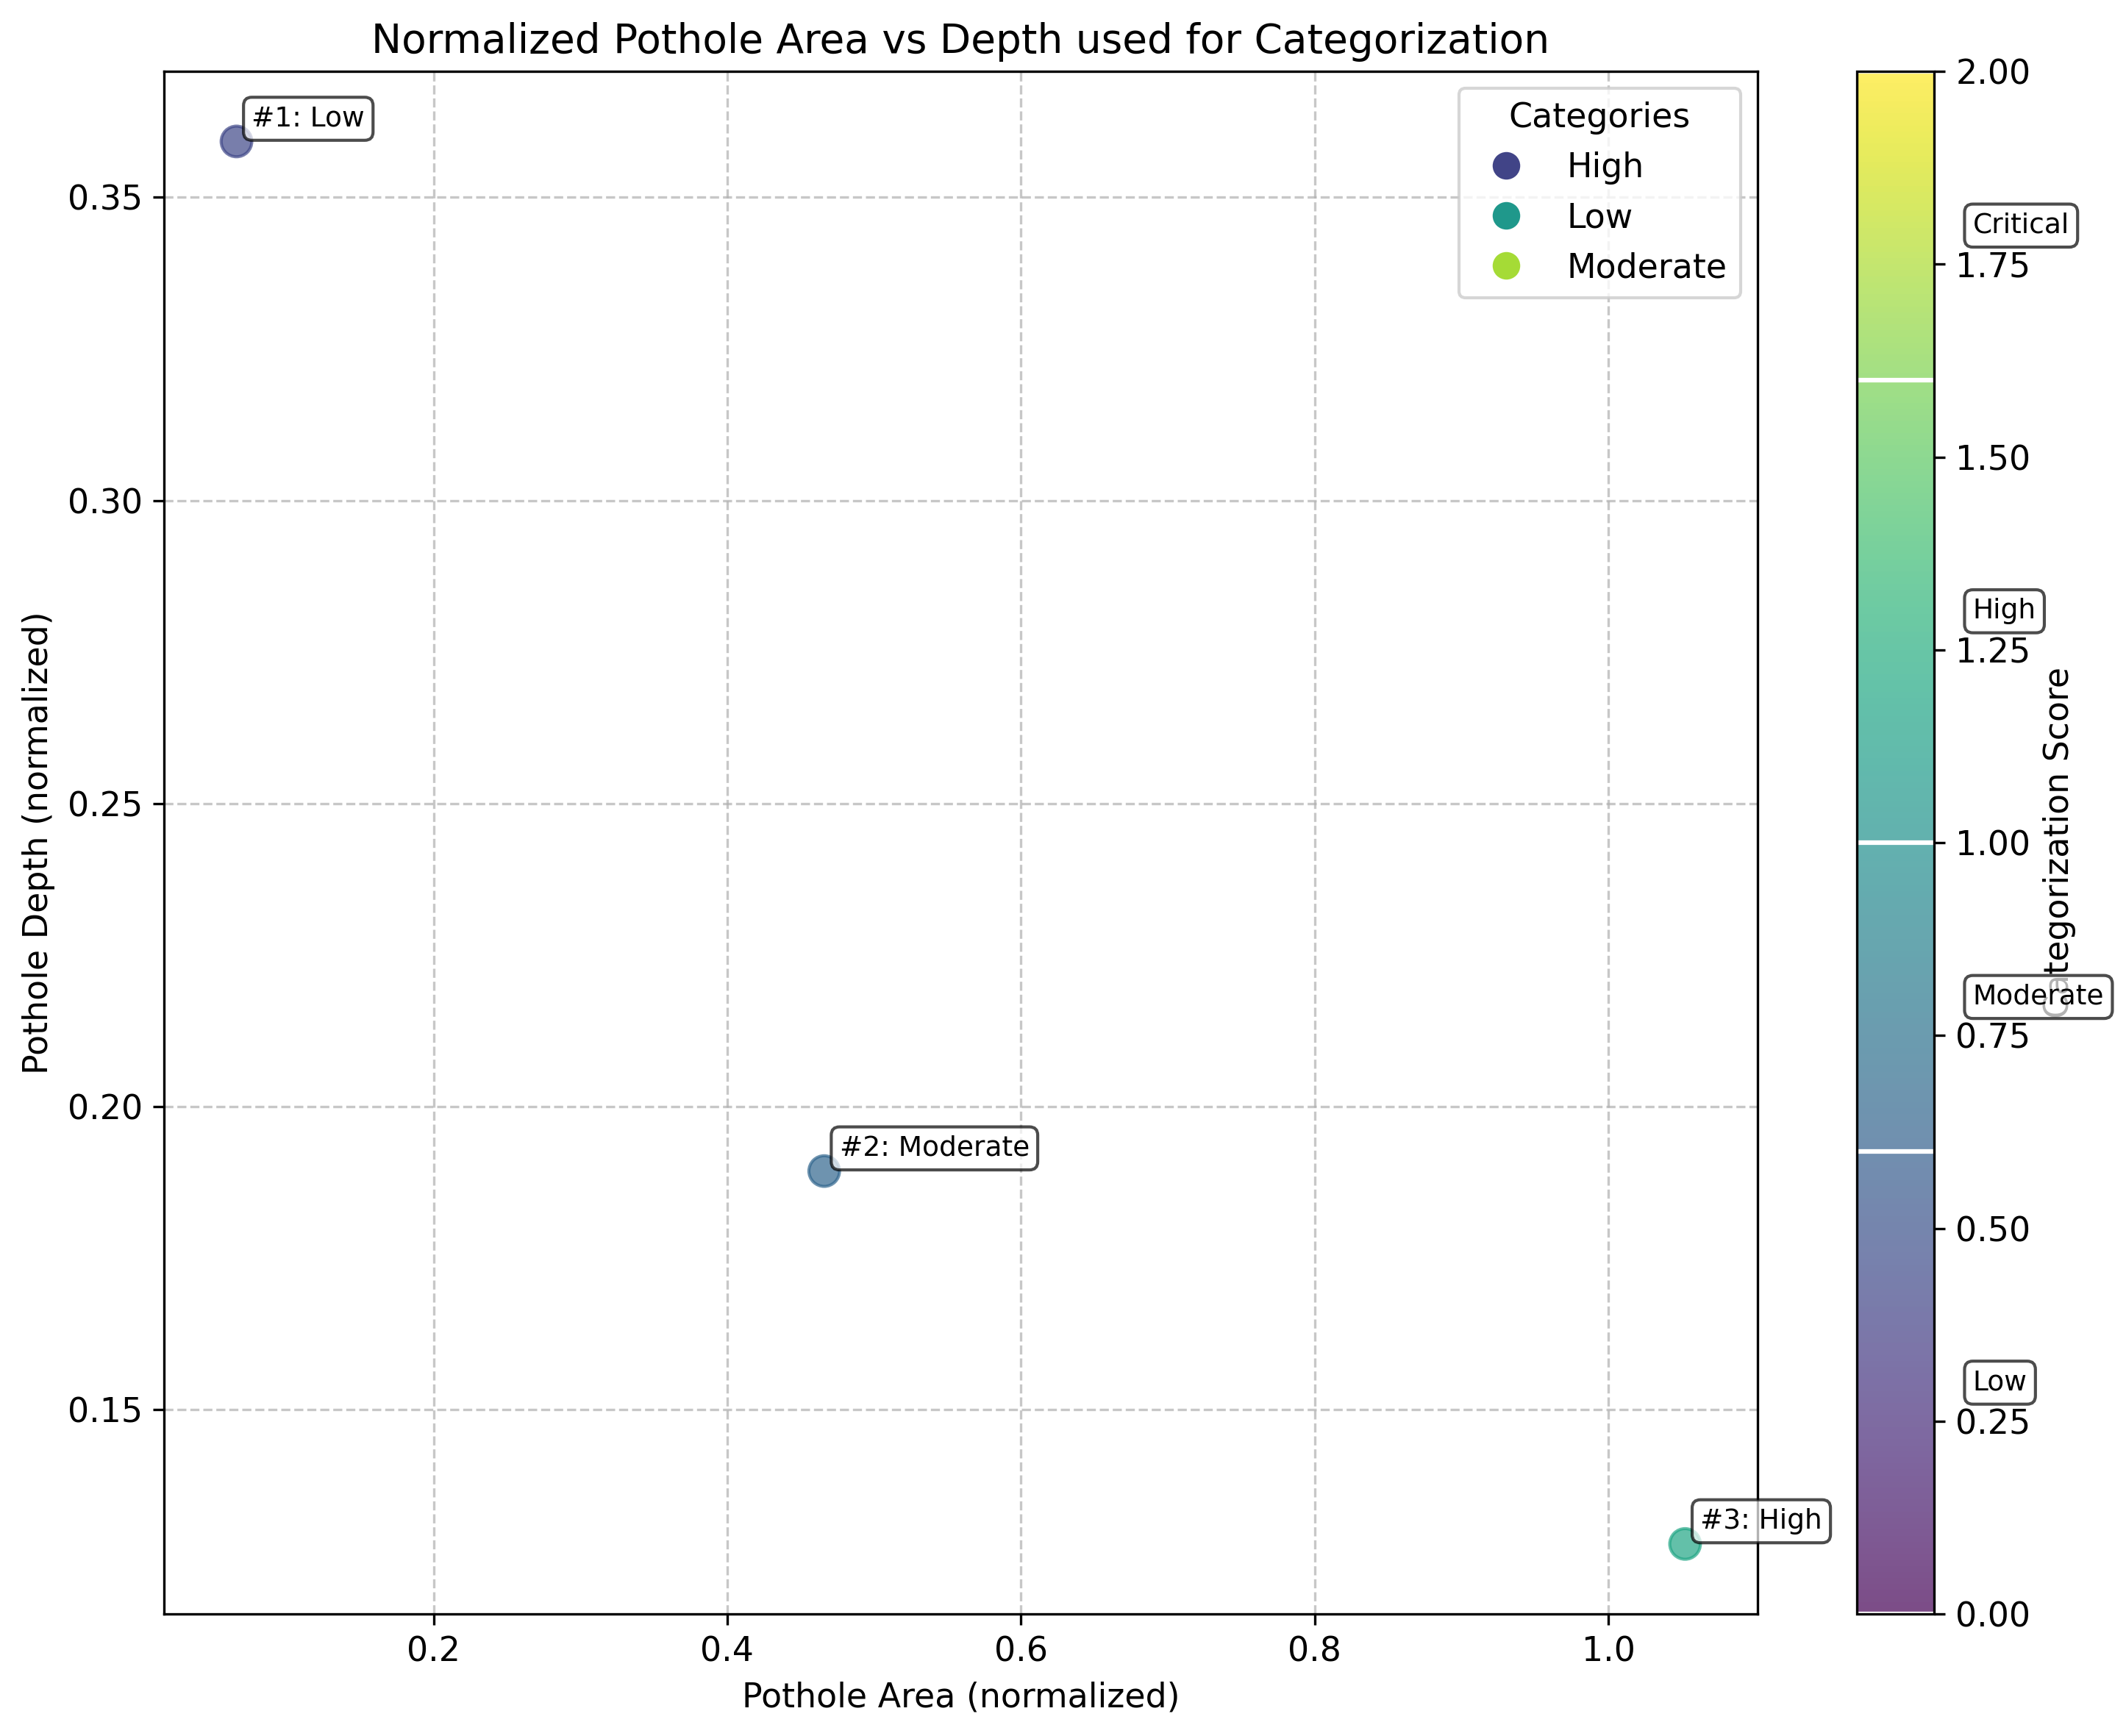 Normalized Pothole Area vs Depth used for Categorization
#1: Low
Categories
High
Low
Moderate
#2: Moderate
#3: High
0.35
0.30
0.25
0.20
0.15
Pothole Depth (normalized)
0.2 0.4 0.6 0.8 1.0
Pothole Area (normalized)
2.00
Critical
1.75
1.50
High
1.25
1.00
Moderate
0.75
0.50
Low
0.25
0.00
Categorization Score